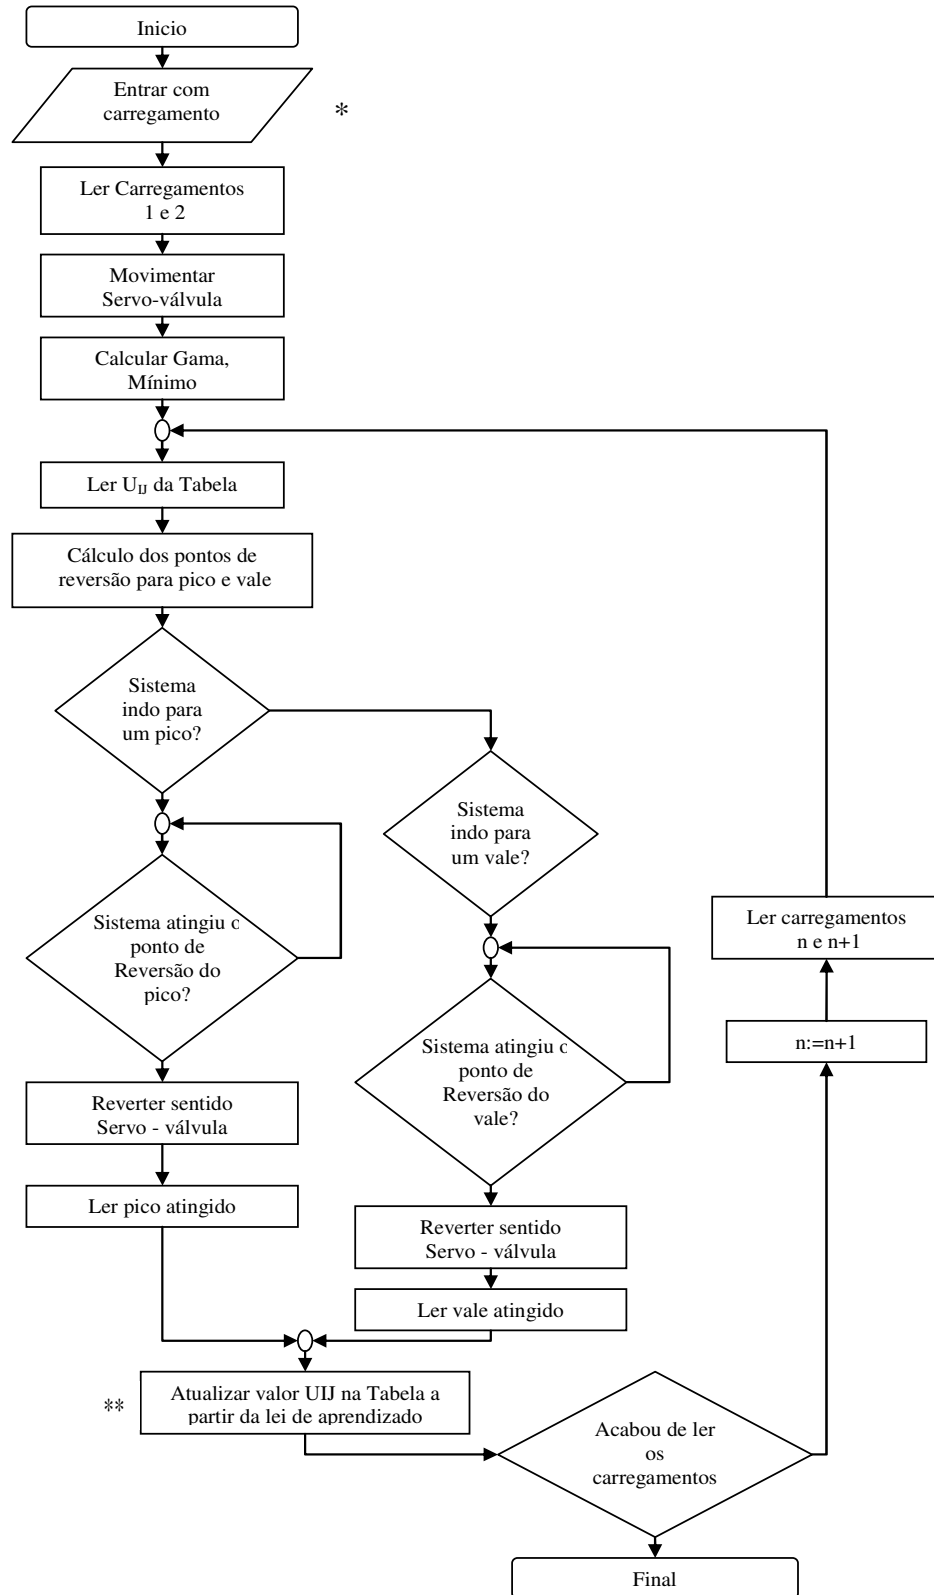 Inicio
Entrar com
carregamento
*
Ler Carregamentos
1 e 2
Movimentar
Servo-válvula
Calcular Gama,
Mínimo
Ler UIJ da Tabela
Cálculo dos pontos de
reversão para pico e vale
Sistema
indo para
um pico?
Sistema
indo para
um vale?
Sistema atingiu o
ponto de
Reversão do
pico?
Sistema atingiu o
ponto de
Reversão do
vale?
Ler carregamentos
n e n+1
n:=n+1
Reverter sentido
Servo - válvula
Ler pico atingido
Reverter sentido
Servo - válvula
Ler vale atingido
**
Atualizar valor UIJ na Tabela a
partir da lei de aprendizado
Acabou de ler
os
carregamentos
Final